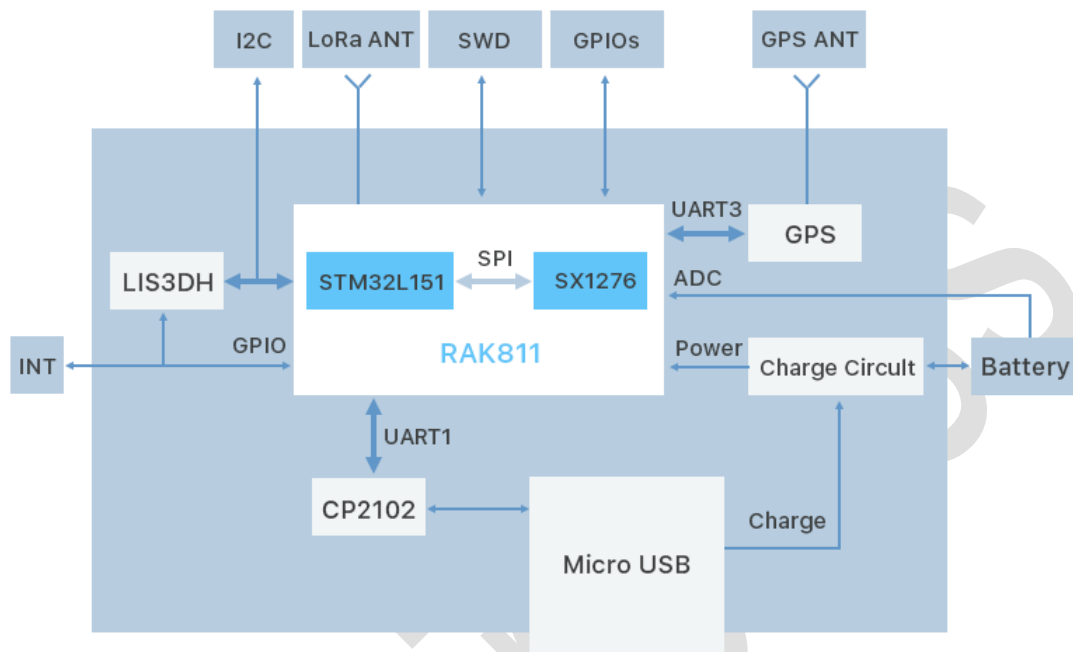 I2C
LoRa ANT
SWD
GPIOs
GPS ANT
UART3
GPS
SPI
LIS3DH
STM32L151
SX1276
ADC
GPIO
RAK811
Power
INT
Charge Circult
Battery
UART1
CP2102
Charge
Micro USB